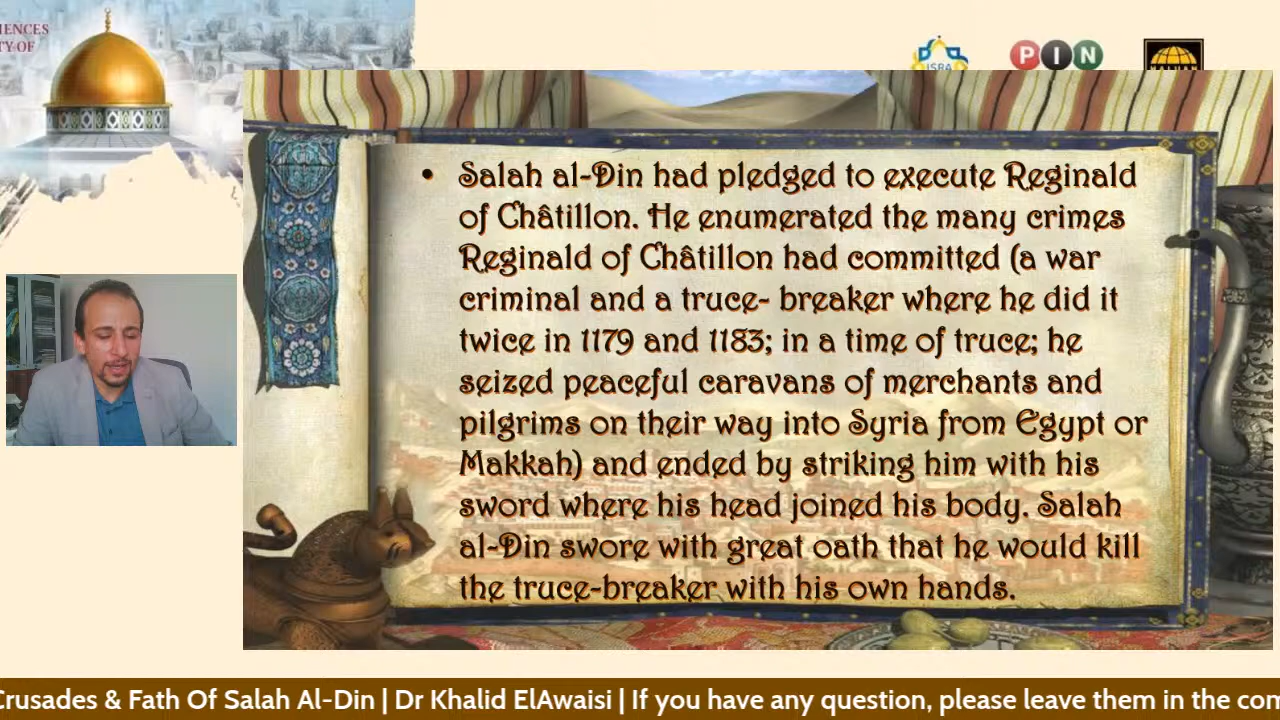 IENCES
TY OF
ISRA
PIN
• Salah al-Din had pledged to execute Reginald
of Châtillon. He enumerated the many crimes
Reginald of Châtillon had committed (a war
criminal and a truce- breaker where he did it
twice in 1179 and 1183; in a time of truce; he
seized peaceful caravans of merchants and
pilgrims on their way into Syria from Egypt or
Makkah) and ended by striking him with his
sword where his head joined his body. Salah
al-Din swore with great oath that he would kill
the truce-breaker with his own hands.
Crusades & Fath Of Salah Al-Din | Dr Khalid ElAwaisi | If you have any question, please leave them in the con